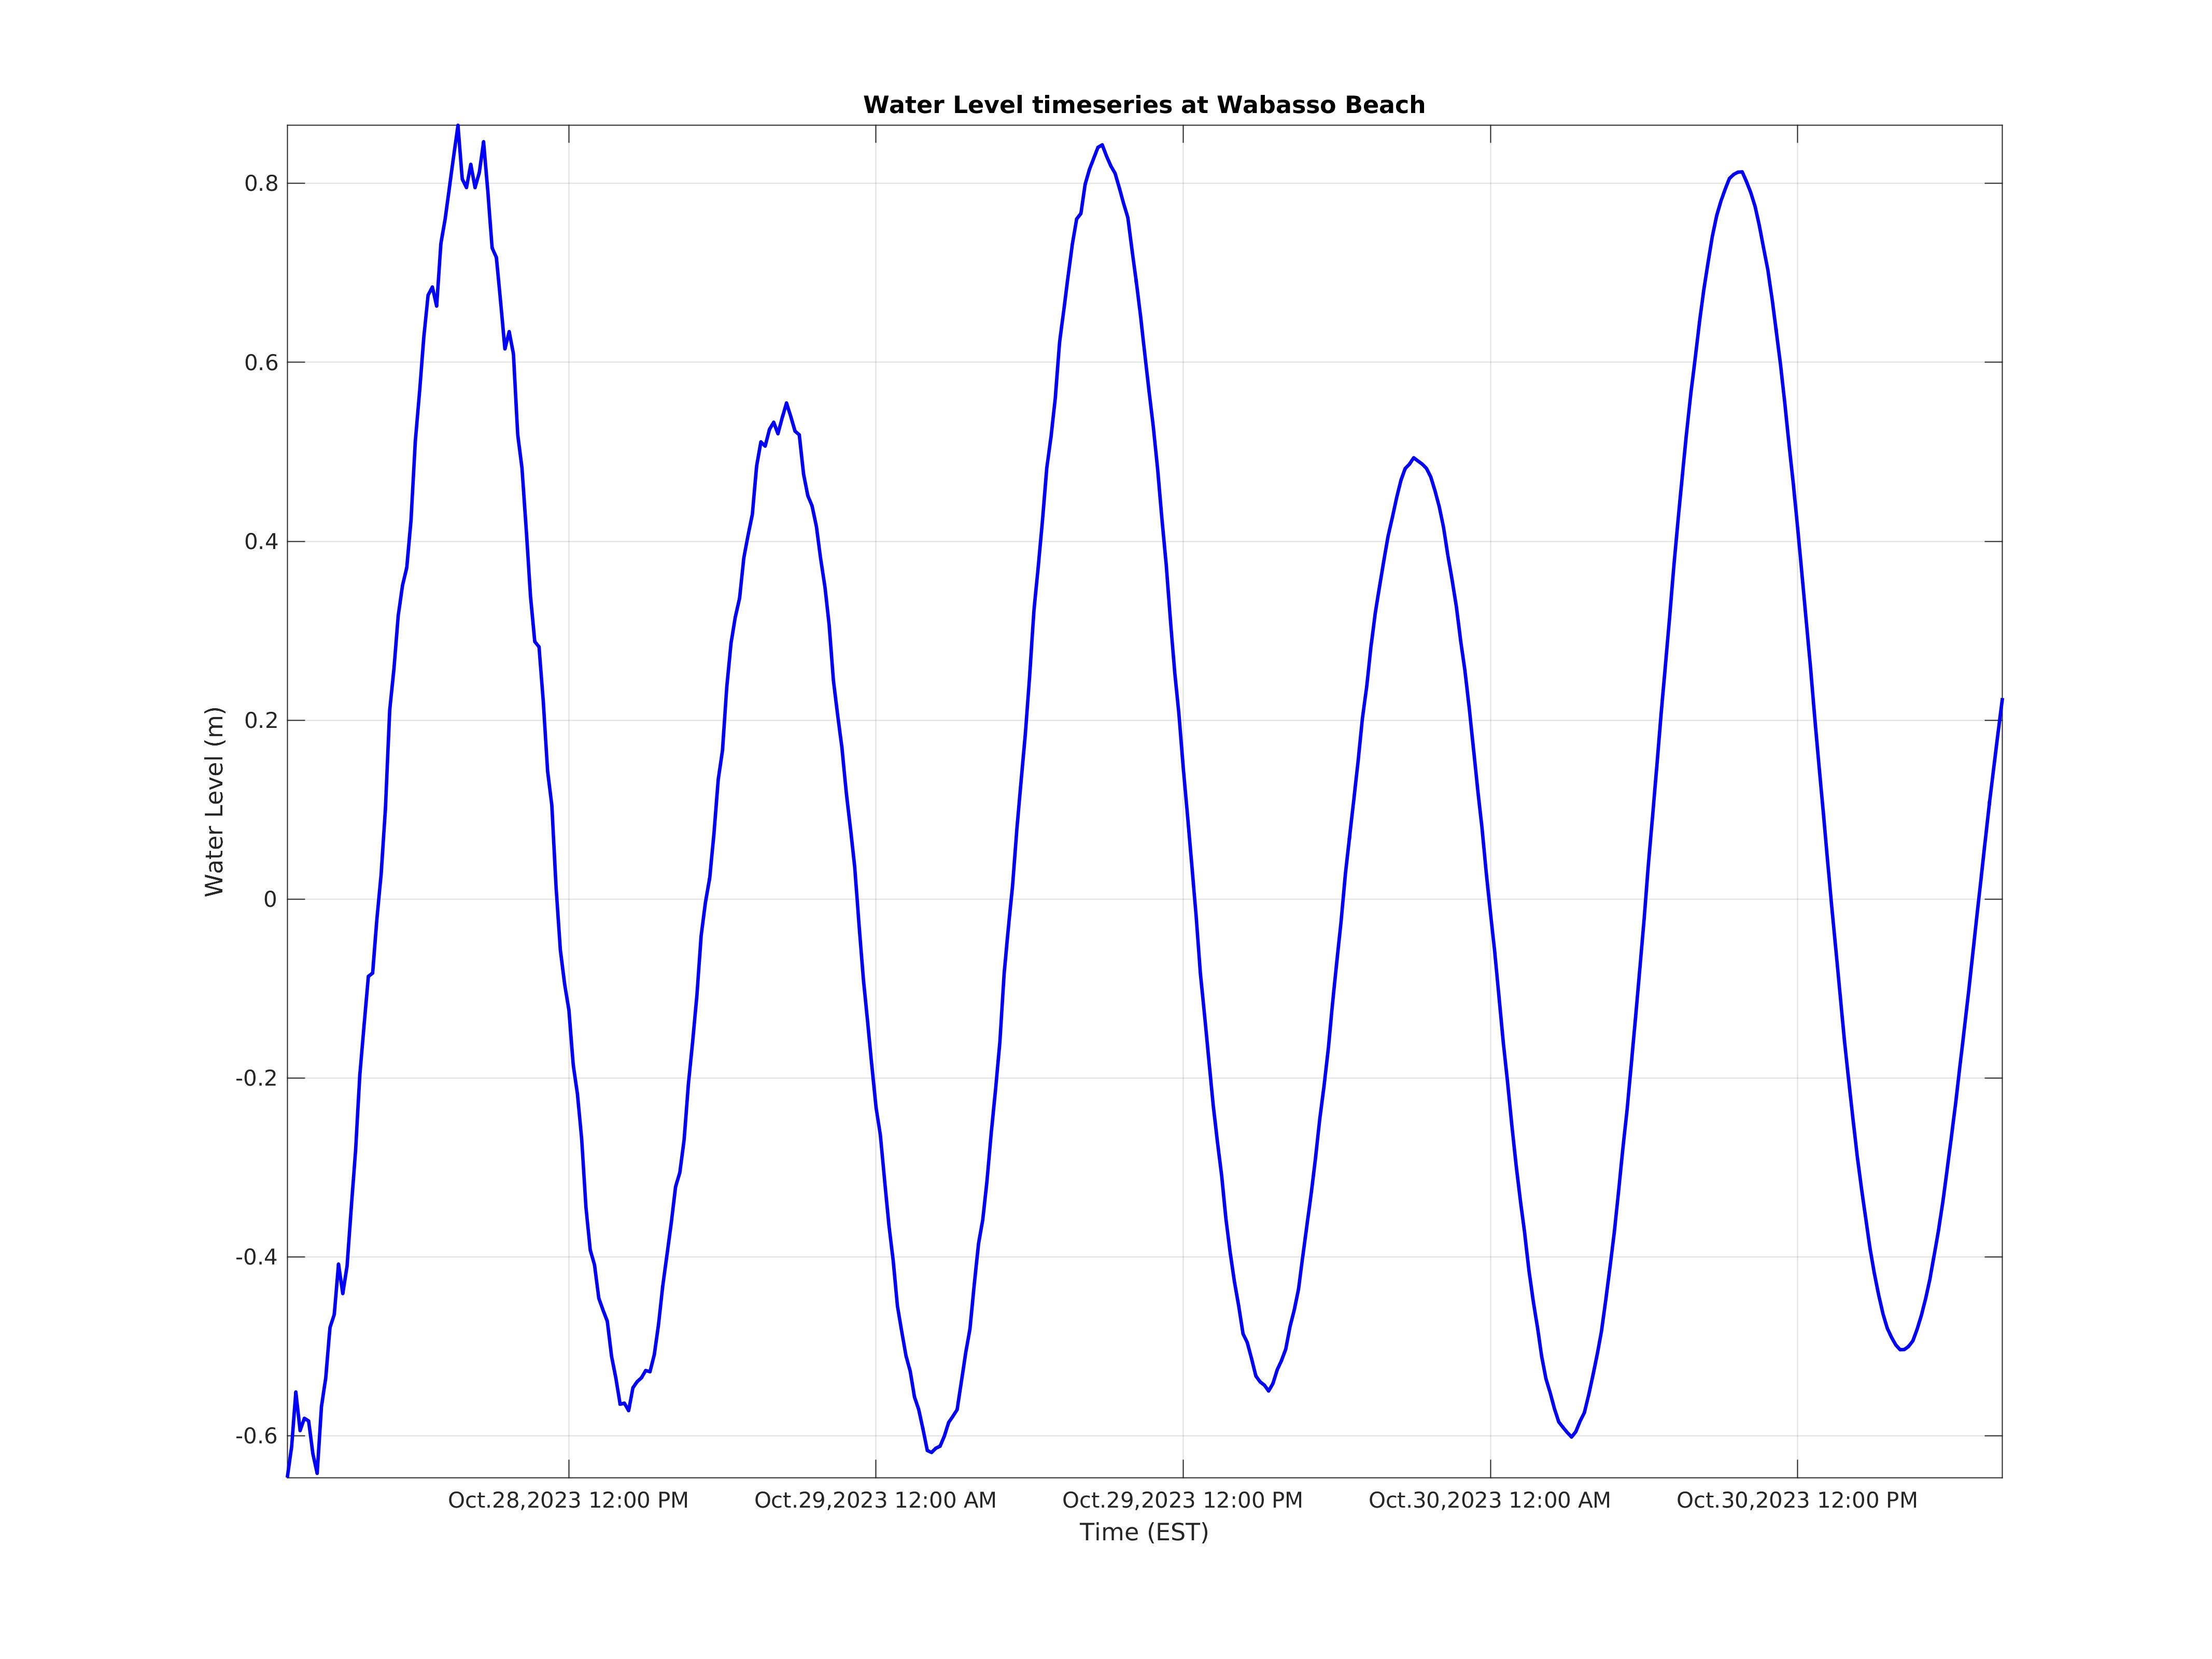 Water Level timeseries at Wabasso Beach
0.8
0.6
0.4
0.2
0
-0.2
-0.4
-0.6
Water Level (m)
Oct.28,2023 12:00 PM
Oct.29,2023 12:00 AM
Oct.29,2023 12:00 PM
Oct.30,2023 12:00 AM
Oct.30,2023 12:00 PM
Time (EST)